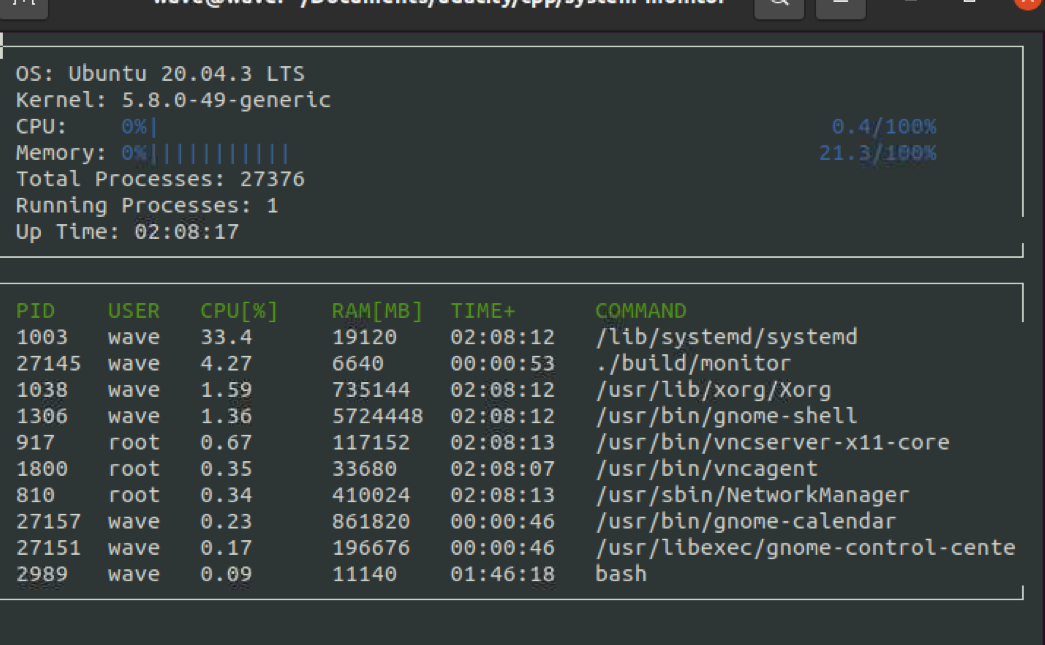 wave@wave: ~/Documents/udacity/cpp/system-monitor
OS: Ubuntu 20.04.3 LTS
Kernel: 5.8.0-49-generic
CPU: 0%| 0.4/100%
Memory: 0%||||||||||| 21.3/100%
Total Processes: 27376
Running Processes: 1
Up Time: 02:08:17
PID USER CPU[%] RAM[MB] TIME+ COMMAND
1003 wave 33.4 19120 02:08:12 /lib/systemd/systemd
27145 wave 4.27 6640 00:00:53 ./build/monitor
1038 wave 1.59 735144 02:08:12 /usr/lib/xorg/Xorg
1306 wave 1.36 5724448 02:08:12 /usr/bin/gnome-shell
917 root 0.67 117152 02:08:13 /usr/bin/vncserver-x11-core
1800 root 0.35 33680 02:08:07 /usr/bin/vncagent
810 root 0.34 410024 02:08:13 /usr/sbin/NetworkManager
27157 wave 0.23 861820 00:00:46 /usr/bin/gnome-calendar
27151 wave 0.17 196676 00:00:46 /usr/libexec/gnome-control-cente
2989 wave 0.09 11140 01:46:18 bash